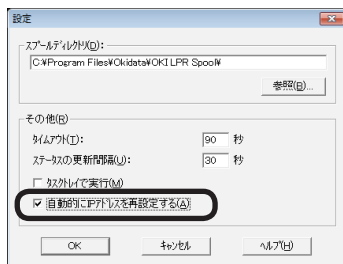 設定
スプールディレクトリ(D):
C:¥Program Files¥Okidata¥OKI LPR Spool¥
参照(B)...
その他(R)
タイムアウト(T): 90 秒
ステータスの更新間隔(U): 30 秒
タスクトレイで実行(M)
自動的にIPアドレスを再設定する(A)
OK キャンセル ヘルプ(H)